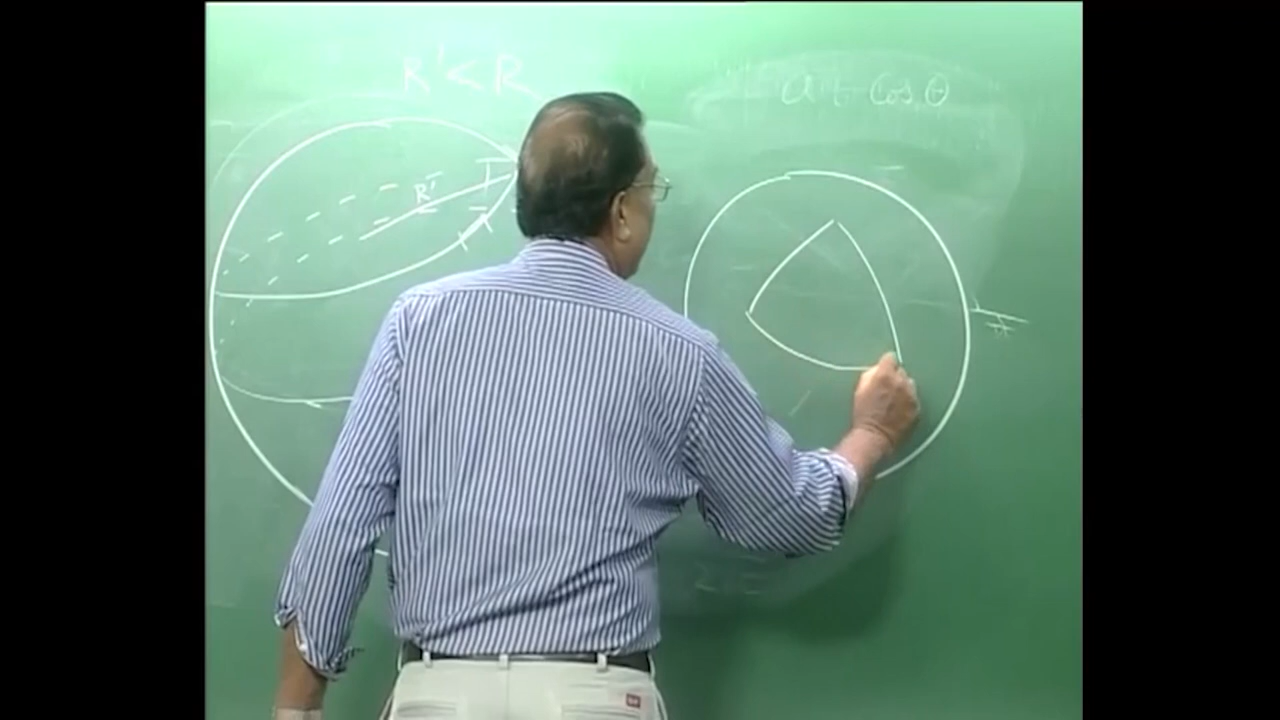 R' < R
Cos θ
R'